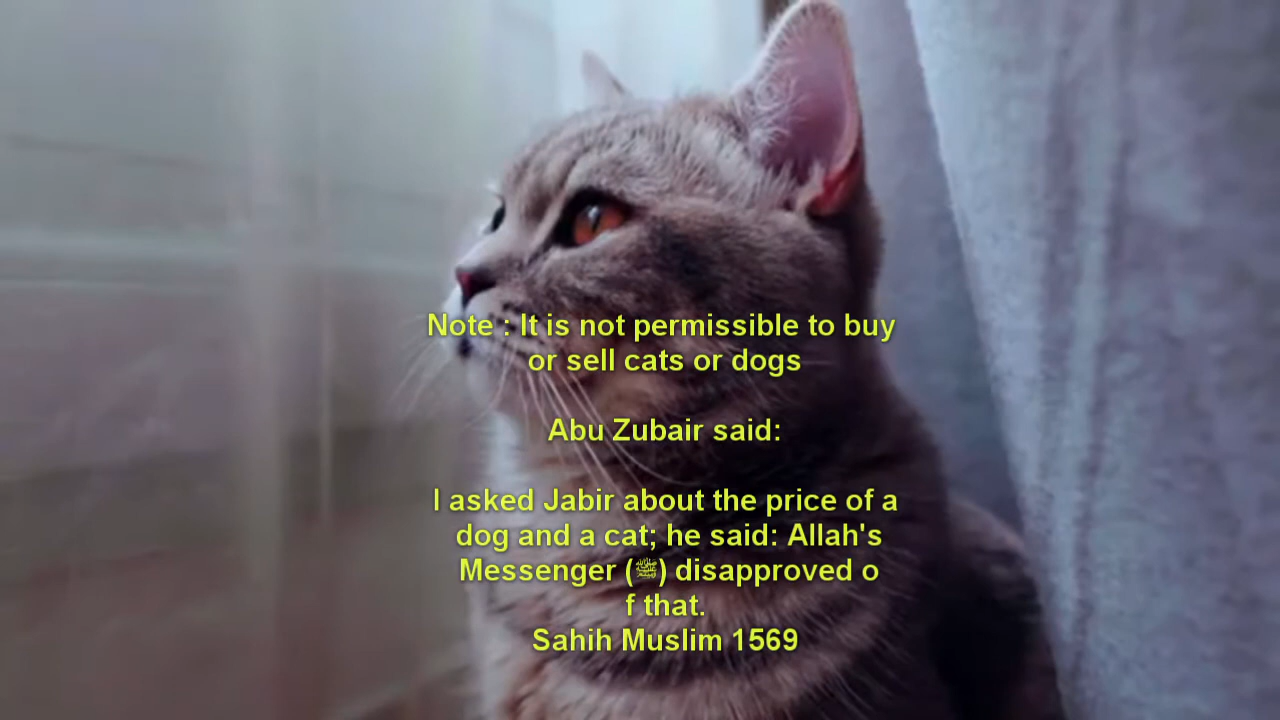 Note : It is not permissible to buy
or sell cats or dogs
Abu Zubair said:
I asked Jabir about the price of a
dog and a cat; he said: Allah's
Messenger (ﷺ) disapproved o
f that.
Sahih Muslim 1569